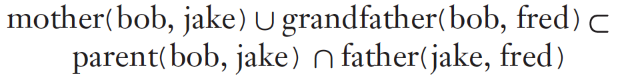 mother(bob, jake) ∪ grandfather(bob, fred) ⊂
parent(bob, jake) ∩ father(jake, fred)